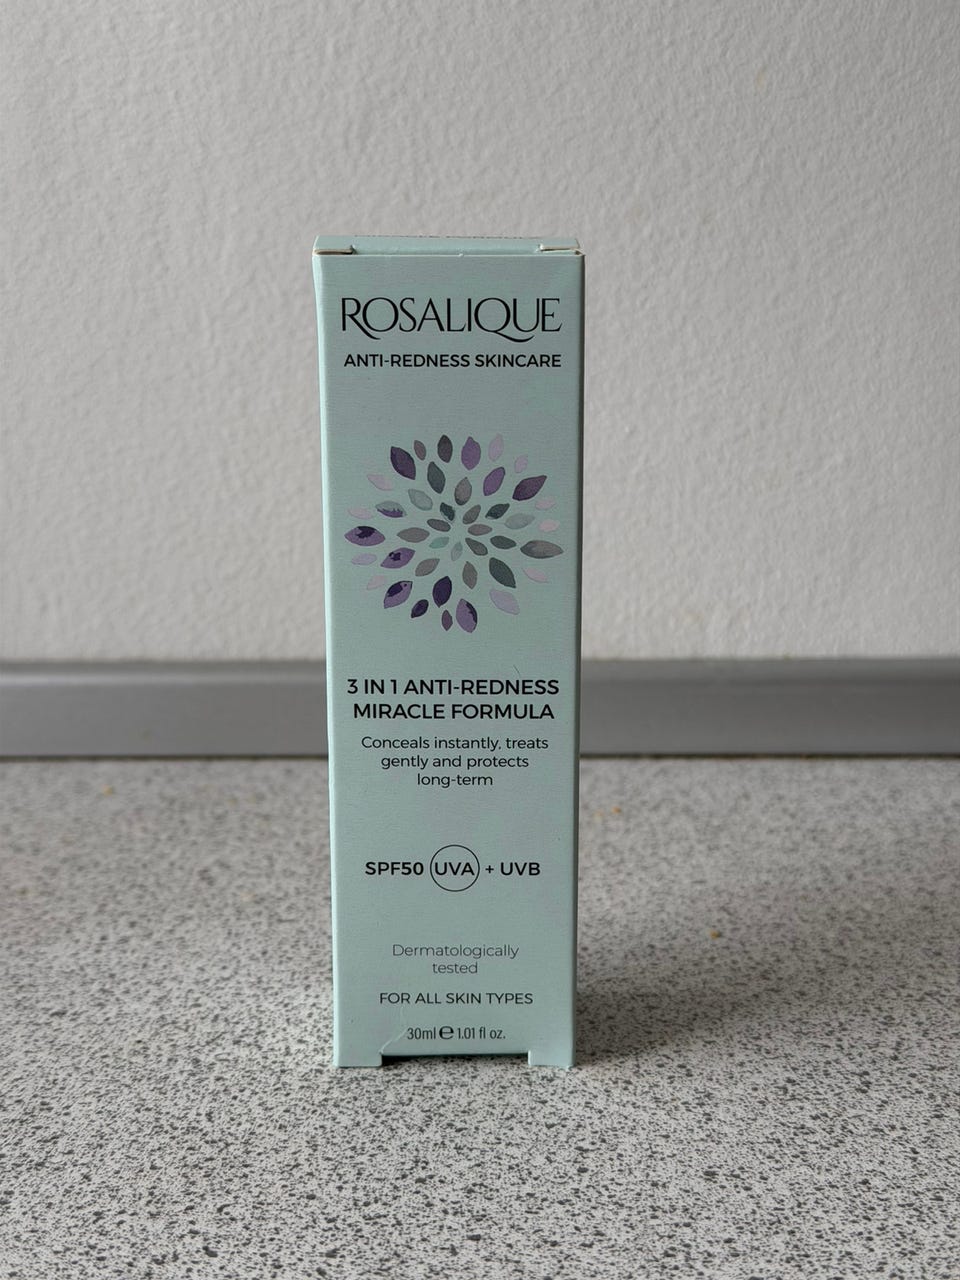 ROSALIQUE
ANTI-REDNESS SKINCARE
3 IN 1 ANTI-REDNESS
MIRACLE FORMULA
Conceals instantly, treats
gently and protects
long-term
SPF50 UVA + UVB
Dermatologically
tested
FOR ALL SKIN TYPES
30ml ℮ 1.01 fl oz.